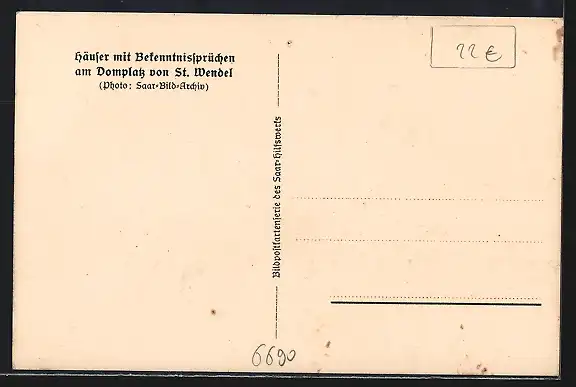 Häuser mit Bekenntnissprüchen
am Domplatz von St. Wendel
(Photo: Saar-Bild-Archiv)
Bildpostkartenserie des Saar-Hilfswerks
22 €
6690